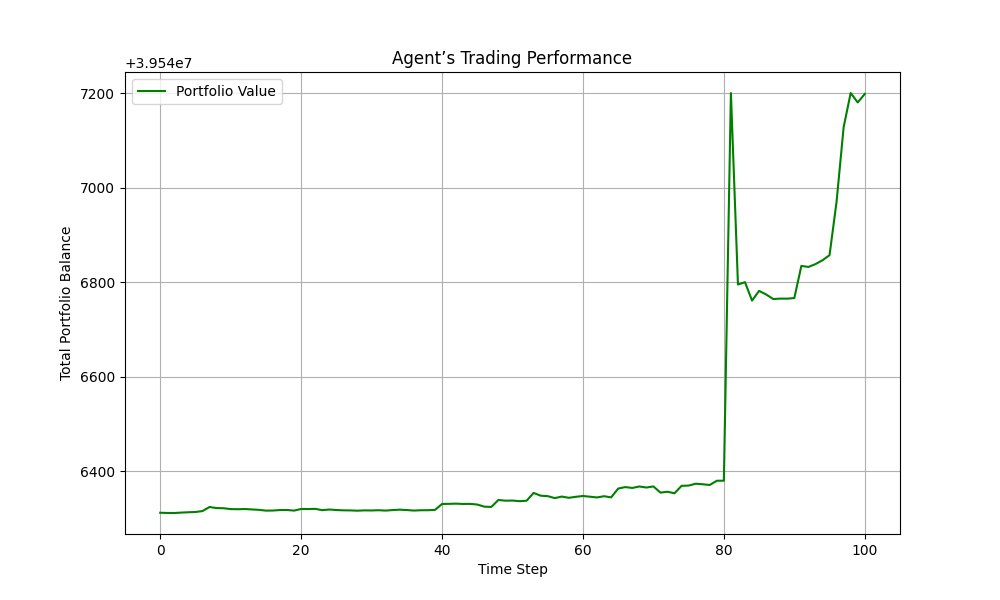 Agent’s Trading Performance
+3.954e7
Portfolio Value
7200
7000
6800
6600
6400
Total Portfolio Balance
0 20 40 60 80 100
Time Step